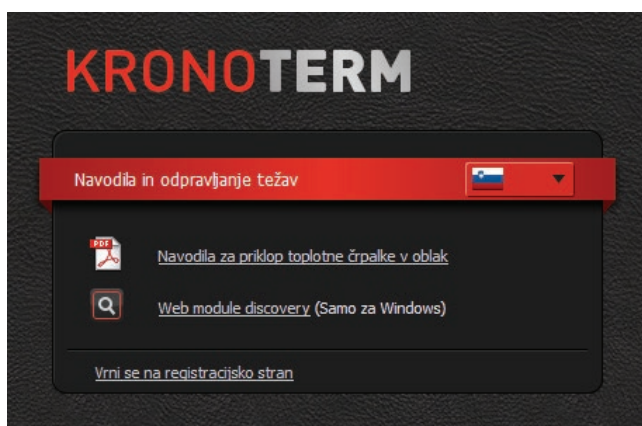 KRONOTERM
Navodila in odpravljanje težav
PDF
Navodila za priklop toplotne črpalke v oblak
Web module discovery (Samo za Windows)
Vrni se na registracijsko stran